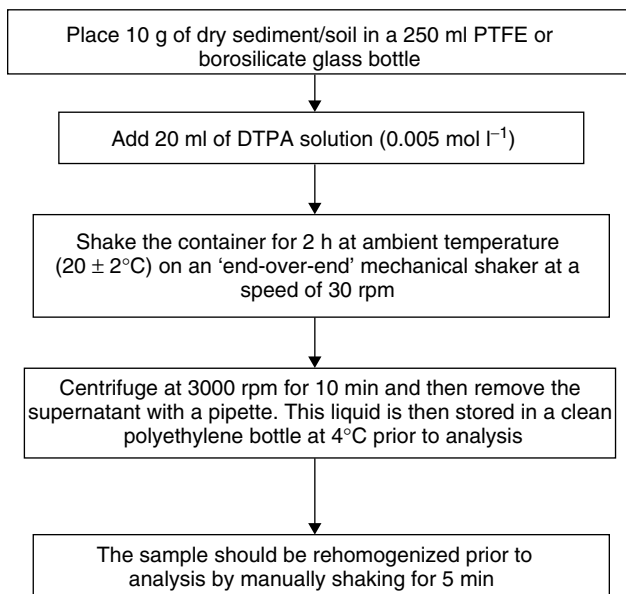 Place 10 g of dry sediment/soil in a 250 ml PTFE or
borosilicate glass bottle
Add 20 ml of DTPA solution (0.005 mol l⁻¹)
Shake the container for 2 h at ambient temperature
(20 ± 2°C) on an ‘end-over-end’ mechanical shaker at a
speed of 30 rpm
Centrifuge at 3000 rpm for 10 min and then remove the
supernatant with a pipette. This liquid is then stored in a clean
polyethylene bottle at 4°C prior to analysis
The sample should be rehomogenized prior to
analysis by manually shaking for 5 min